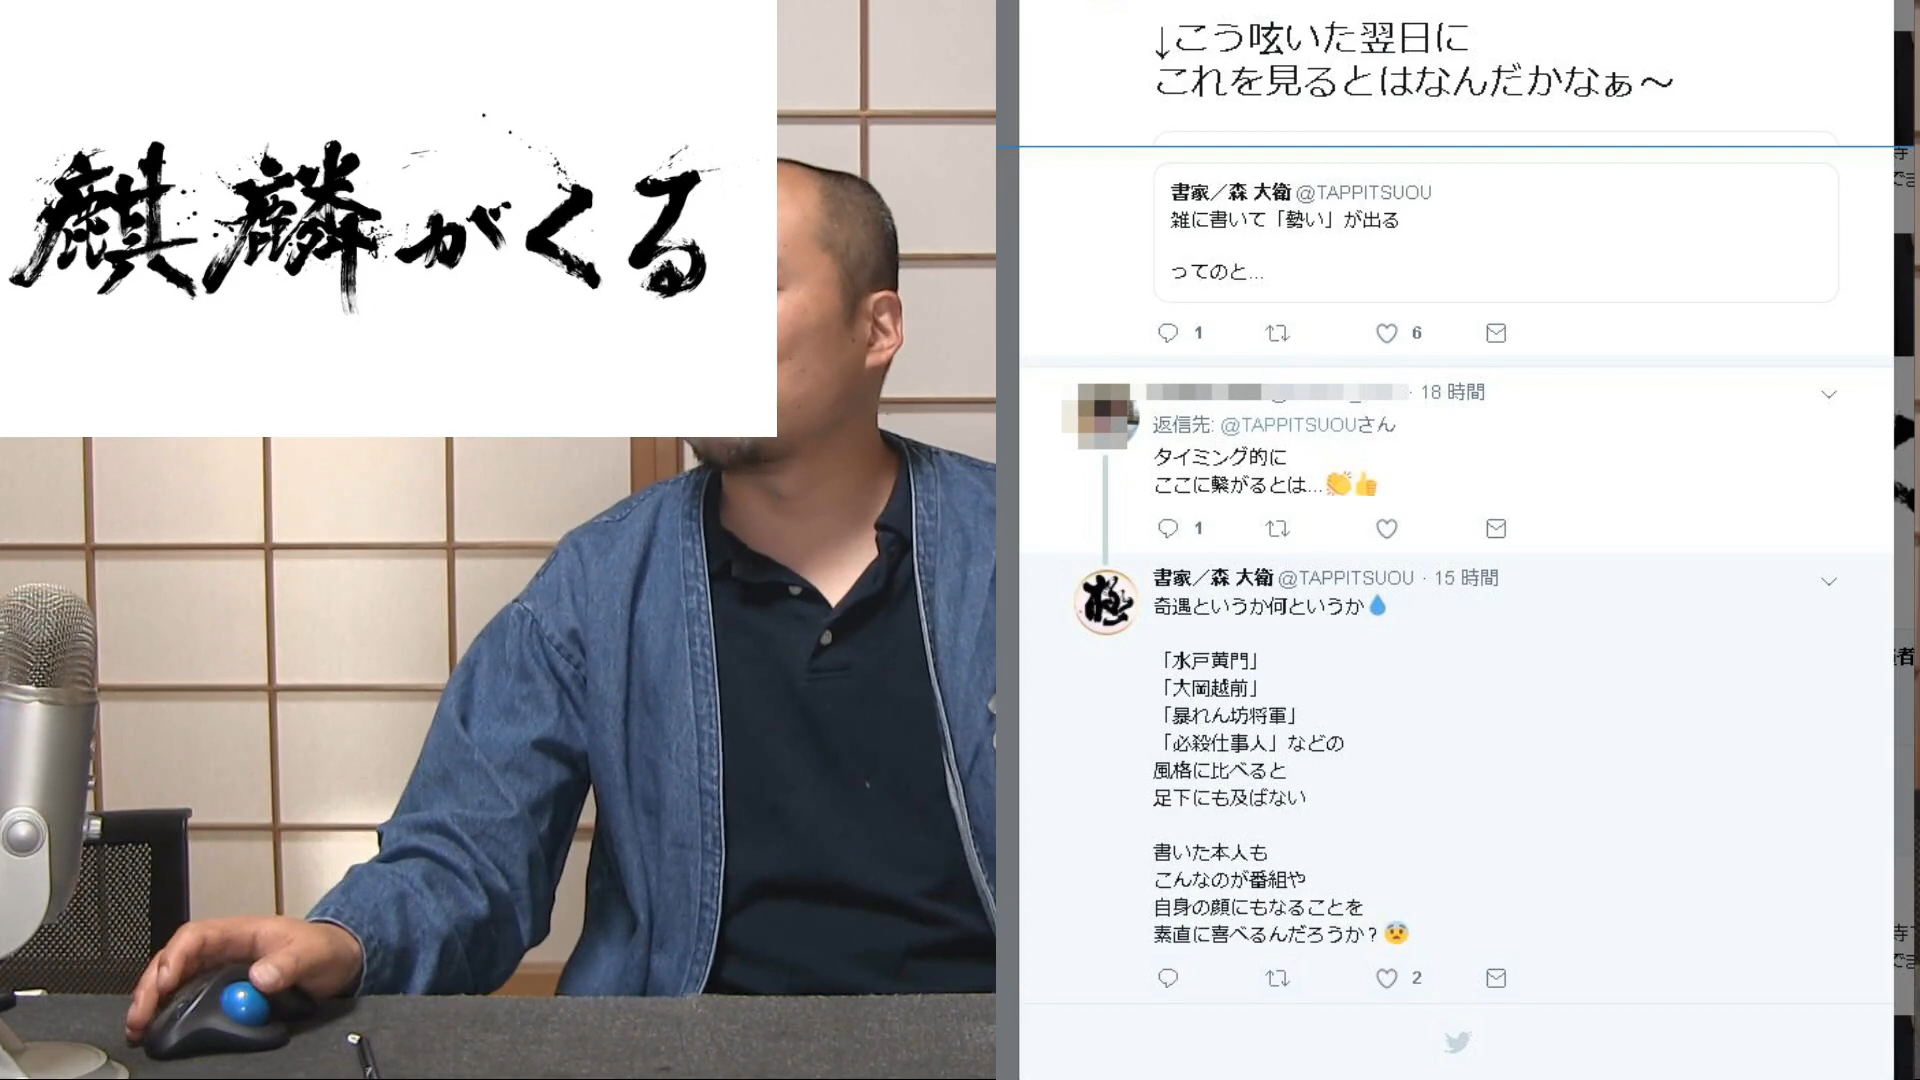 麒麟がくる
↓こう呟いた翌日に
これを見るとはなんだかなぁ～
書家／森 大衛 @TAPPITSUOU
雑に書いて「勢い」が出る
ってのと...
1
6
· 18 時間
返信先: @TAPPITSUOUさん
タイミング的に
ここに繋がるとは...👏👍
1
書家／森 大衛 @TAPPITSUOU · 15 時間
奇遇というか何というか💧
「水戸黄門」
「大岡越前」
「暴れん坊将軍」
「必殺仕事人」などの
風格に比べると
足下にも及ばない
書いた本人も
こんなのが番組や
自身の顔にもなることを
素直に喜べるんだろうか？😨
2